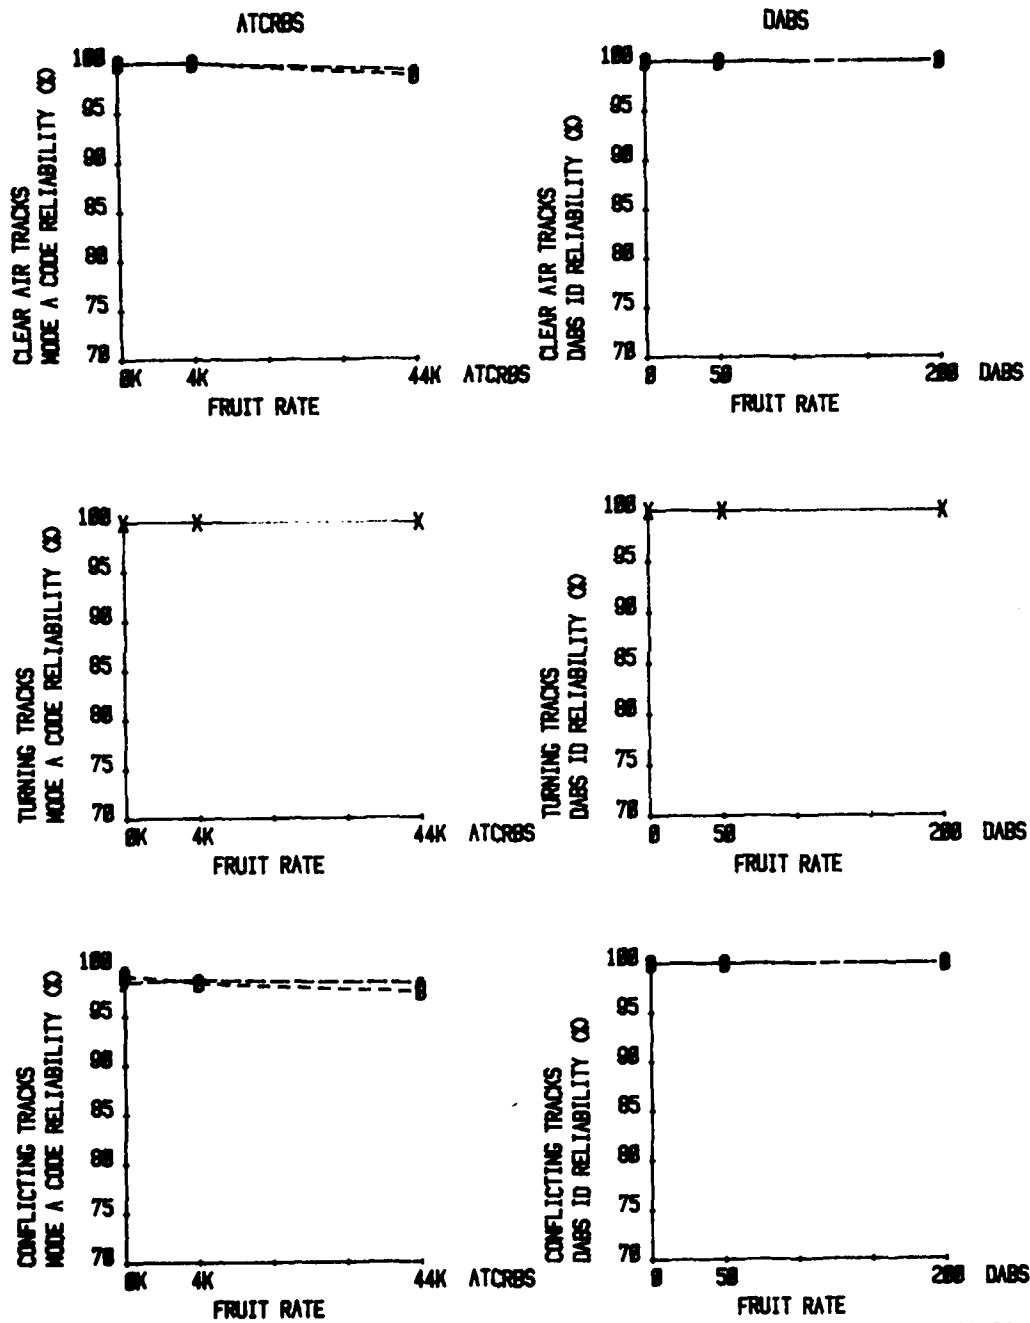 ATCRBS
CLEAR AIR TRACKS
MODE A CODE RELIABILITY (%)
100
95
90
85
80
75
70
0K 4K 44K ATCRBS
FRUIT RATE
DABS
CLEAR AIR TRACKS
DABS ID RELIABILITY (%)
100
95
90
85
80
75
70
0 50 200 DABS
FRUIT RATE
TURNING TRACKS
MODE A CODE RELIABILITY (%)
100
95
90
85
80
75
70
0K 4K 44K ATCRBS
FRUIT RATE
TURNING TRACKS
DABS ID RELIABILITY (%)
100
95
90
85
80
75
70
0 50 200 DABS
FRUIT RATE
CONFLICTING TRACKS
MODE A CODE RELIABILITY (%)
100
95
90
85
80
75
70
0K 4K 44K ATCRBS
FRUIT RATE
CONFLICTING TRACKS
DABS ID RELIABILITY (%)
100
95
90
85
80
75
70
0 50 200 DABS
FRUIT RATE